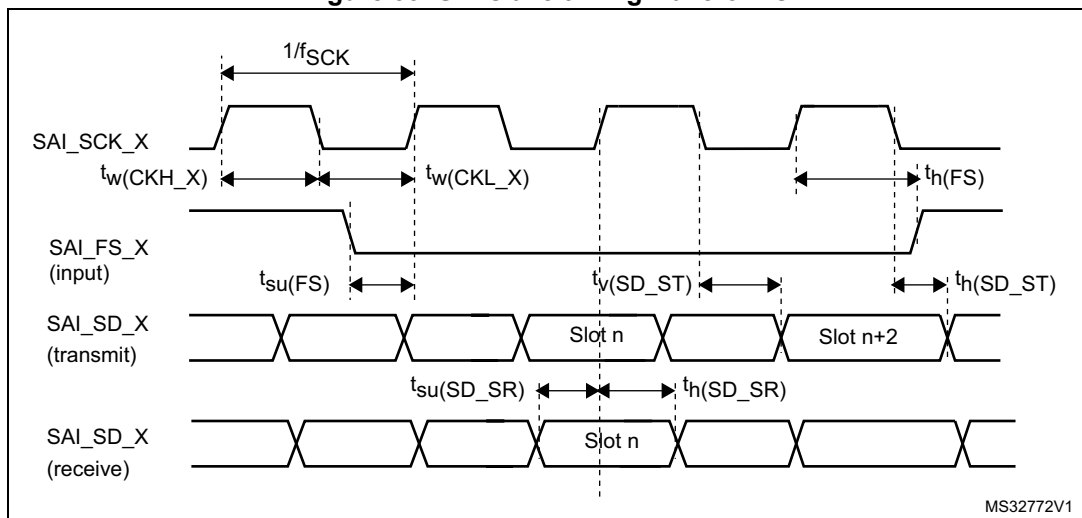 1/fSCK
SAI_SCK_X
tw(CKH_X)
tw(CKL_X)
th(FS)
SAI_FS_X
(input)
tsu(FS)
tv(SD_ST)
th(SD_ST)
SAI_SD_X
(transmit)
Slot n
Slot n+2
tsu(SD_SR)
th(SD_SR)
SAI_SD_X
(receive)
Slot n
MS32772V1